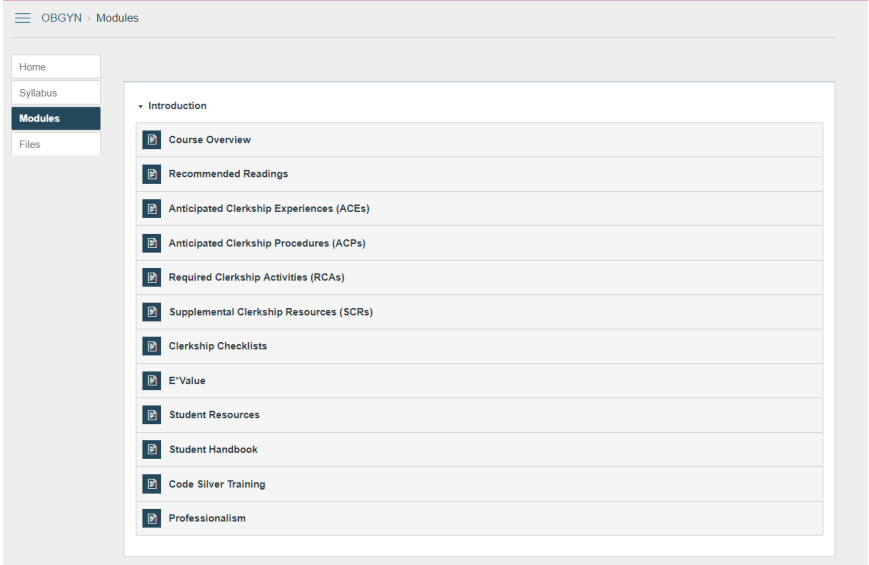 OBGYN › Modules
Home
Syllabus
Modules
Files
Introduction
Course Overview
Recommended Readings
Anticipated Clerkship Experiences (ACEs)
Anticipated Clerkship Procedures (ACPs)
Required Clerkship Activities (RCAs)
Supplemental Clerkship Resources (SCRs)
Clerkship Checklists
E*Value
Student Resources
Student Handbook
Code Silver Training
Professionalism